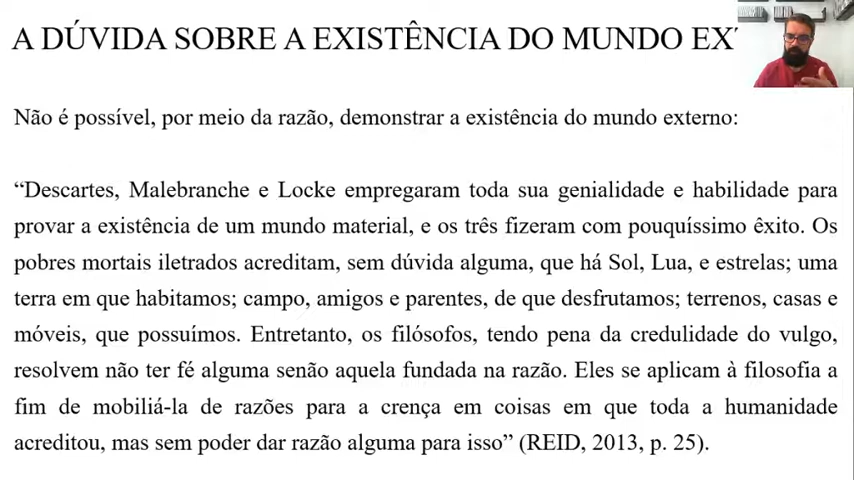 A DÚVIDA SOBRE A EXISTÊNCIA DO MUNDO
Não é possível, por meio da razão, demonstrar a existência do mundo externo:
“Descartes, Malebranche e Locke empregaram toda sua genialidade e habilidade para
provar a existência de um mundo material, e os três fizeram com pouquíssimo êxito. Os
pobres mortais iletrados acreditam, sem dúvida alguma, que há Sol, Lua, e estrelas; uma
terra em que habitamos; campo, amigos e parentes, de que desfrutamos; terrenos, casas e
móveis, que possuímos. Entretanto, os filósofos, tendo pena da credulidade do vulgo,
resolvem não ter fé alguma senão aquela fundada na razão. Eles se aplicam à filosofia a
fim de mobiliá-la de razões para a crença em coisas em que toda a humanidade
acreditou, mas sem poder dar razão alguma para isso” (REID, 2013, p. 25).